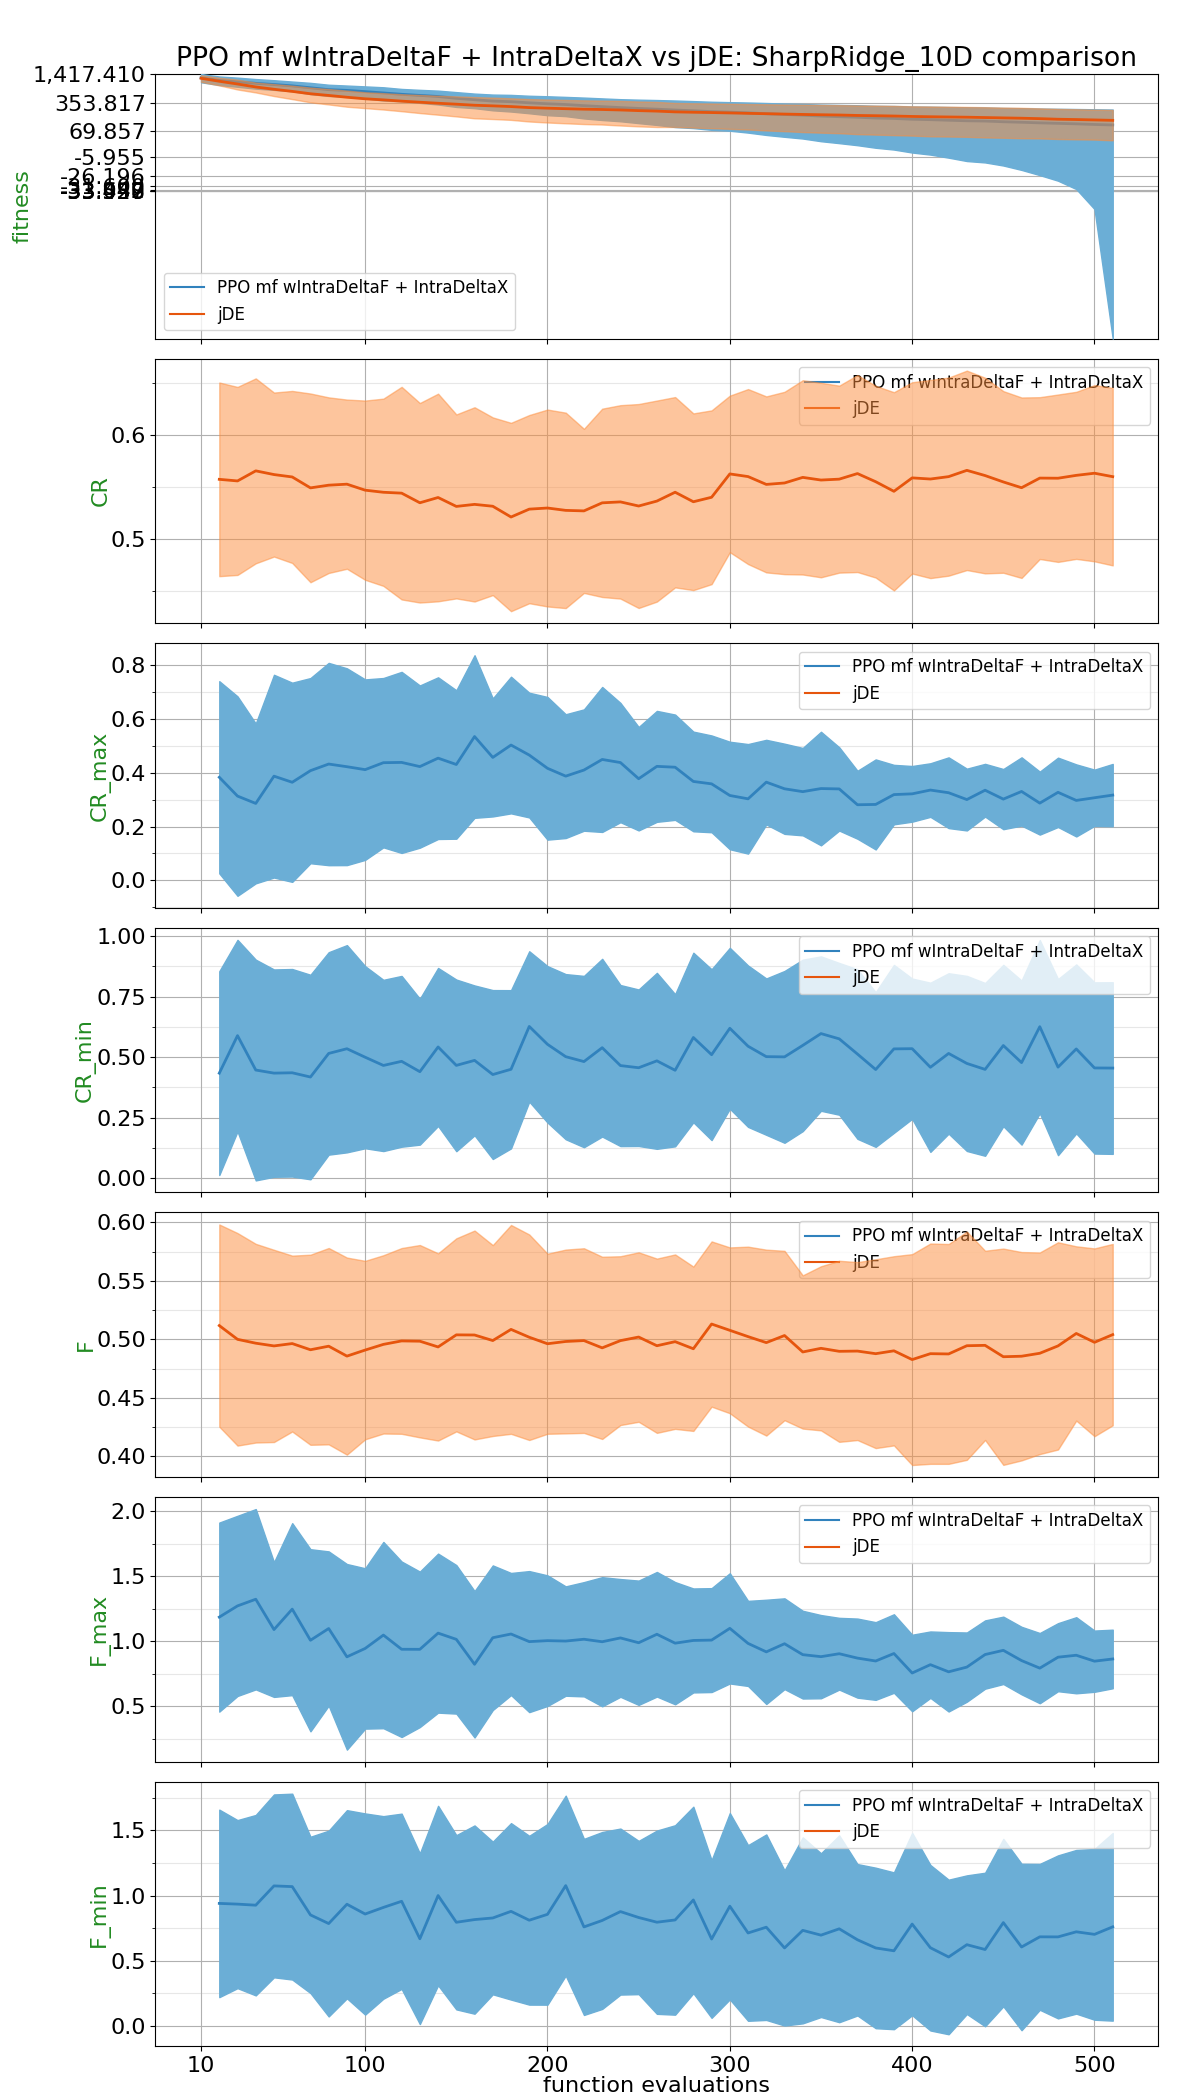 PPO mf wIntraDeltaF + IntraDeltaX vs jDE: SharpRidge_10D comparison
1,417.410
353.817
69.857
-5.955
-26.196
fitness
PPO mf wIntraDeltaF + IntraDeltaX
jDE
PPO mf wIntraDeltaF + IntraDeltaX
jDE
0.6
0.5
CR
PPO mf wIntraDeltaF + IntraDeltaX
jDE
0.8
0.6
0.4
0.2
0.0
CR_max
PPO mf wIntraDeltaF + IntraDeltaX
jDE
1.00
0.75
0.50
0.25
0.00
CR_min
PPO mf wIntraDeltaF + IntraDeltaX
jDE
0.60
0.55
0.50
0.45
0.40
F
PPO mf wIntraDeltaF + IntraDeltaX
jDE
2.0
1.5
1.0
0.5
F_max
PPO mf wIntraDeltaF + IntraDeltaX
jDE
1.5
1.0
0.5
0.0
F_min
10 100 200 300 400 500
function evaluations